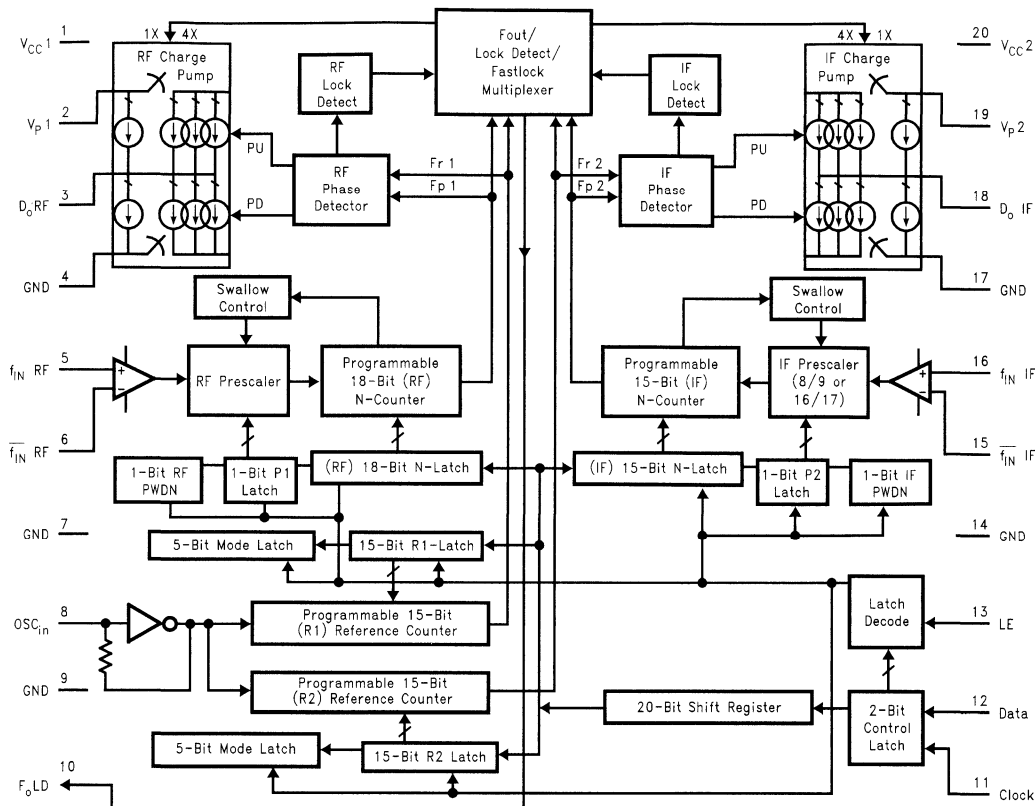 1
V_CC 1
1X 4X
RF Charge
Pump
2
V_P 1
3
D_o RF
4
GND
PU
PD
RF
Lock
Detect
RF
Phase
Detector
Fout/
Lock Detect/
Fastlock
Multiplexer
Fr 1
Fp 1
Fr 2
Fp 2
IF
Lock
Detect
IF
Phase
Detector
PU
PD
4X 1X
IF Charge
Pump
20
V_CC 2
19
V_P 2
18
D_o IF
17
GND
Swallow
Control
5
f_IN RF
+
−
6
f̅_I̅N̅ RF
RF Prescaler
Programmable
18-Bit (RF)
N-Counter
Programmable
15-Bit (IF)
N-Counter
Swallow
Control
IF Prescaler
(8/9 or
16/17)
+
−
16
f_IN IF
15
f̅_I̅N̅ IF
1-Bit RF
PWDN
1-Bit P1
Latch
(RF) 18-Bit N-Latch
(IF) 15-Bit N-Latch
1-Bit P2
Latch
1-Bit IF
PWDN
7
GND
14
GND
5-Bit Mode Latch
15-Bit R1-Latch
8
OSC_in
Programmable 15-Bit
(R1) Reference Counter
Latch
Decode
13
LE
9
GND
Programmable 15-Bit
(R2) Reference Counter
20-Bit Shift Register
2-Bit
Control
Latch
12
Data
5-Bit Mode Latch
15-Bit R2 Latch
10
F_oLD
11
Clock